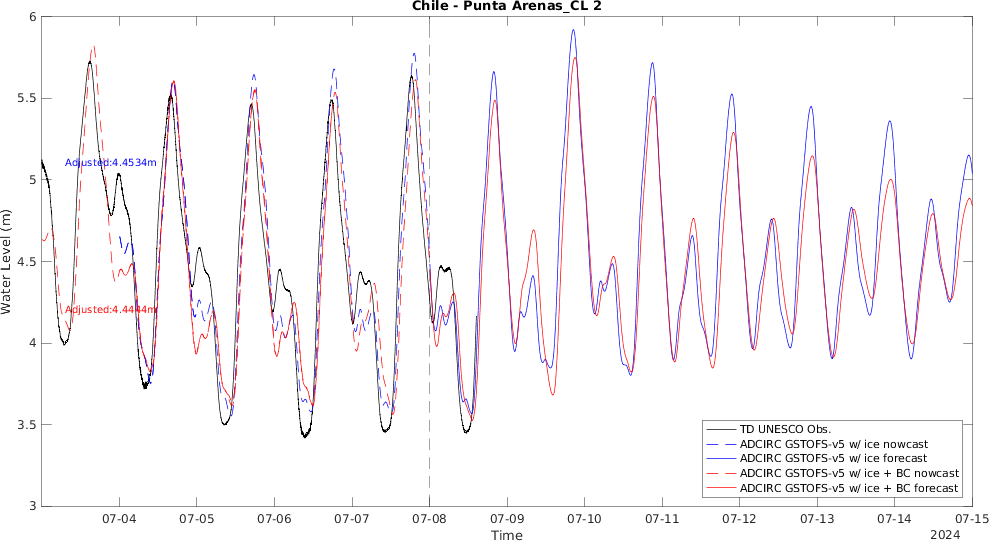 Chile - Punta Arenas_CL 2
Water Level (m)
6
5.5
5
4.5
4
3.5
3
Adjusted:4.4534m
Adjusted:4.4444m
TD UNESCO Obs.
ADCIRC GSTOFS-v5 w/ ice nowcast
ADCIRC GSTOFS-v5 w/ ice forecast
ADCIRC GSTOFS-v5 w/ ice + BC nowcast
ADCIRC GSTOFS-v5 w/ ice + BC forecast
07-04 07-05 07-06 07-07 07-08 07-09 07-10 07-11 07-12 07-13 07-14 07-15
Time
2024